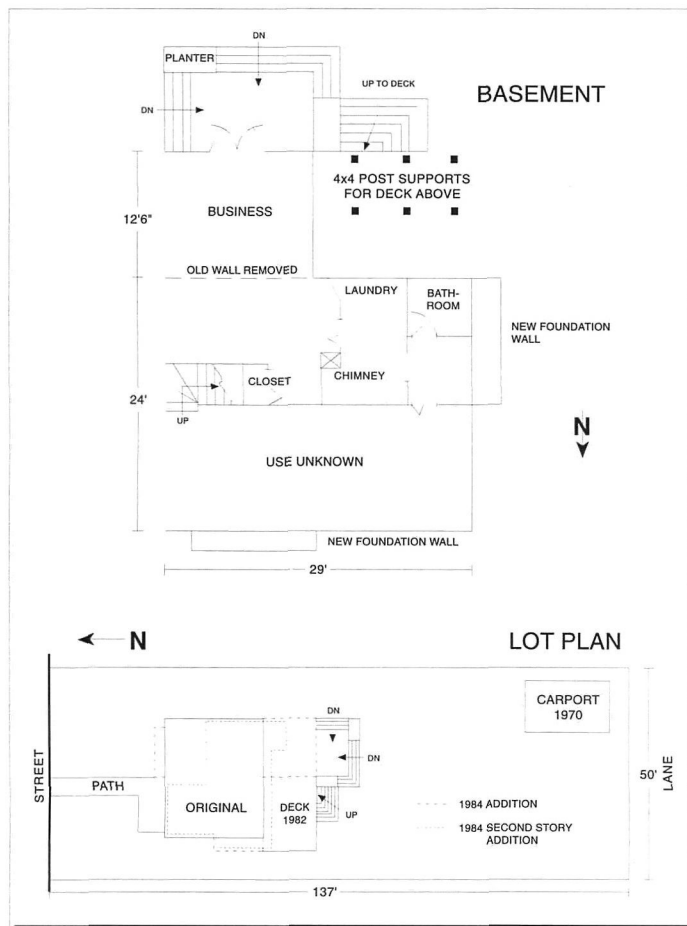 DN
PLANTER
UP TO DECK
BASEMENT
DN
4x4 POST SUPPORTS
FOR DECK ABOVE
BUSINESS
12'6"
OLD WALL REMOVED
LAUNDRY
BATH-
ROOM
NEW FOUNDATION
WALL
CLOSET
CHIMNEY
24'
UP
N
USE UNKNOWN
NEW FOUNDATION WALL
29'
N
LOT PLAN
CARPORT
1970
DN
DN
STREET
PATH
ORIGINAL
DECK
1982
UP
50'
LANE
1984 ADDITION
1984 SECOND STORY
ADDITION
137'